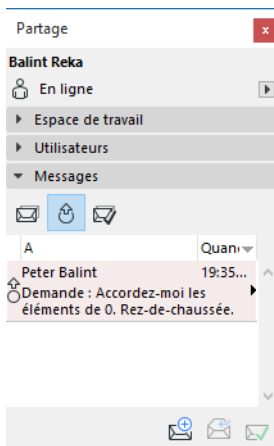 Partage
x
Balint Reka
En ligne
Espace de travail
Utilisateurs
Messages
A Quan
Peter Balint 19:35...
Demande : Accordez-moi les
éléments de 0. Rez-de-chaussée.